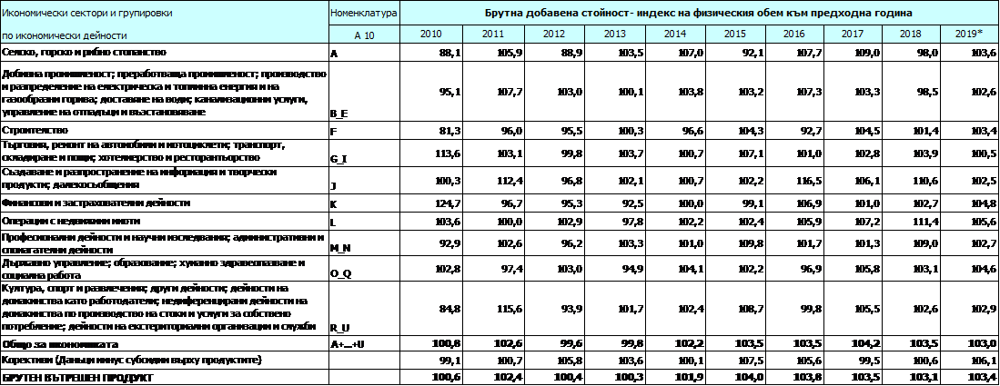 Икономически сектори и групировки Номенклатура Брутна добавена стойност- индекс на физическия обем към предходна година
по икономически дейности А 10 2010 2011 2012 2013 2014 2015 2016 2017 2018 2019*
Селско, горско и рибно стопанство A 88,1 105,9 88,9 103,5 107,0 92,1 107,7 109,0 98,0 103,6
Добивна промишленост; преработваща промишленост; производство
и разпределение на електрическа и топлинна енергия и на
газообразни горива; доставяне на води; канализационни услуги,
управление на отпадъци и възстановяване B_E 95,1 107,7 103,0 100,1 103,8 103,2 107,3 103,3 98,5 102,6
Строителство F 81,3 96,0 95,5 100,3 96,6 104,3 92,7 104,5 101,4 103,4
Търговия, ремонт на автомобили и мотоциклети; транспорт,
складиране и пощи; хотелиерство и ресторантьорство G_I 113,6 103,1 99,8 103,7 100,7 107,1 101,0 102,8 103,9 100,5
Създаване и разпространение на информация и творчески
продукти; далекосъобщения J 100,3 112,4 96,8 102,1 100,7 102,2 116,5 106,1 110,6 102,5
Финансови и застрахователни дейности K 124,7 96,7 95,3 92,5 100,0 99,1 106,9 101,0 102,7 104,8
Операции с недвижими имоти L 103,6 100,0 102,9 97,8 102,2 102,4 105,9 107,2 111,4 105,6
Професионални дейности и научни изследвания; административни и
спомагателни дейности M_N 92,9 102,6 96,2 103,3 101,0 109,8 101,7 101,3 109,0 102,7
Държавно управление; образование; хуманно здравеопазване и
социална работа O_Q 102,8 97,4 103,0 94,9 104,1 102,2 96,9 105,8 103,1 104,6
Култура, спорт и развлечения; други дейности; дейности на
домакинства като работодатели; недиференцирани дейности на
домакинства по производство на стоки и услуги за собствено
потребление; дейности на екстериториални организации и служби R_U 84,8 115,6 93,9 101,7 102,4 108,7 99,8 105,5 102,6 102,9
Общо за икономиката A+...+U 100,8 102,6 99,6 99,8 102,2 103,5 103,5 104,2 103,5 103,0
Корективи (Данъци минус субсидии върху продуктите) 99,1 100,7 105,8 103,6 100,1 107,5 105,6 99,5 100,6 106,1
БРУТЕН ВЪТРЕШЕН ПРОДУКТ 100,6 102,4 100,4 100,3 101,9 104,0 103,8 103,5 103,1 103,4